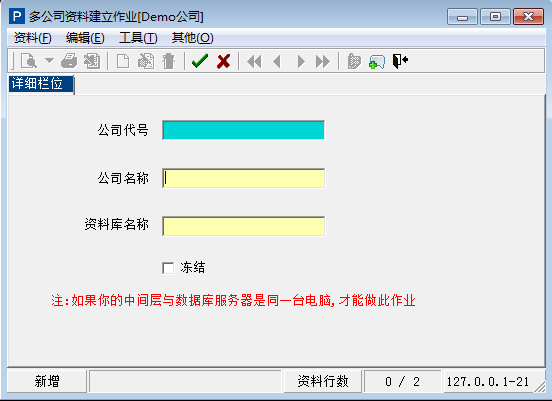 P 多公司资料建立作业[Demo公司]
资料(F) 编辑(E) 工具(T) 其他(O)
详细栏位
公司代号
公司名称
资料库名称
冻结
注:如果你的中间层与数据库服务器是同一台电脑,才能做此作业
新增 资料行数 0 / 2 127.0.0.1-21